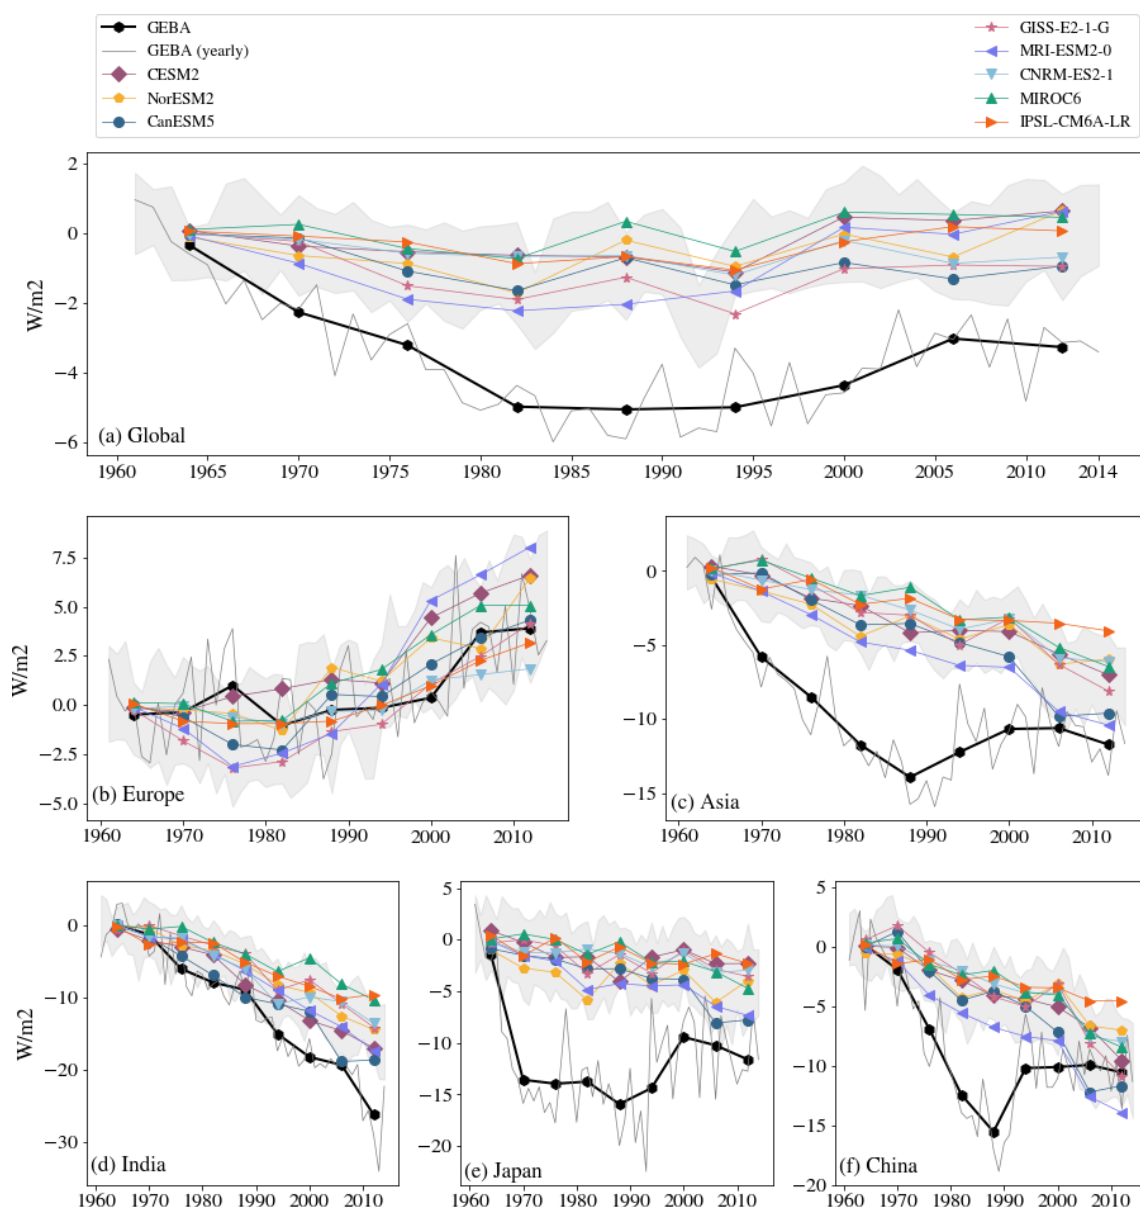 GEBA
GEBA (yearly)
CESM2
NorESM2
CanESM5
GISS-E2-1-G
MRI-ESM2-0
CNRM-ES2-1
MIROC6
IPSL-CM6A-LR
2
0
−2
−4
−6
W/m2
(a) Global
1960 1965 1970 1975 1980 1985 1990 1995 2000 2005 2010 2014
7.5
5.0
2.5
0.0
−2.5
−5.0
W/m2
(b) Europe
1960 1970 1980 1990 2000 2010
0
−5
−10
−15
(c) Asia
1960 1970 1980 1990 2000 2010
0
−10
−20
−30
W/m2
(d) India
1960 1970 1980 1990 2000 2010
5
0
−5
−10
−15
−20
(e) Japan
1960 1970 1980 1990 2000 2010
5
0
−5
−10
−15
−20
(f) China
1960 1970 1980 1990 2000 2010